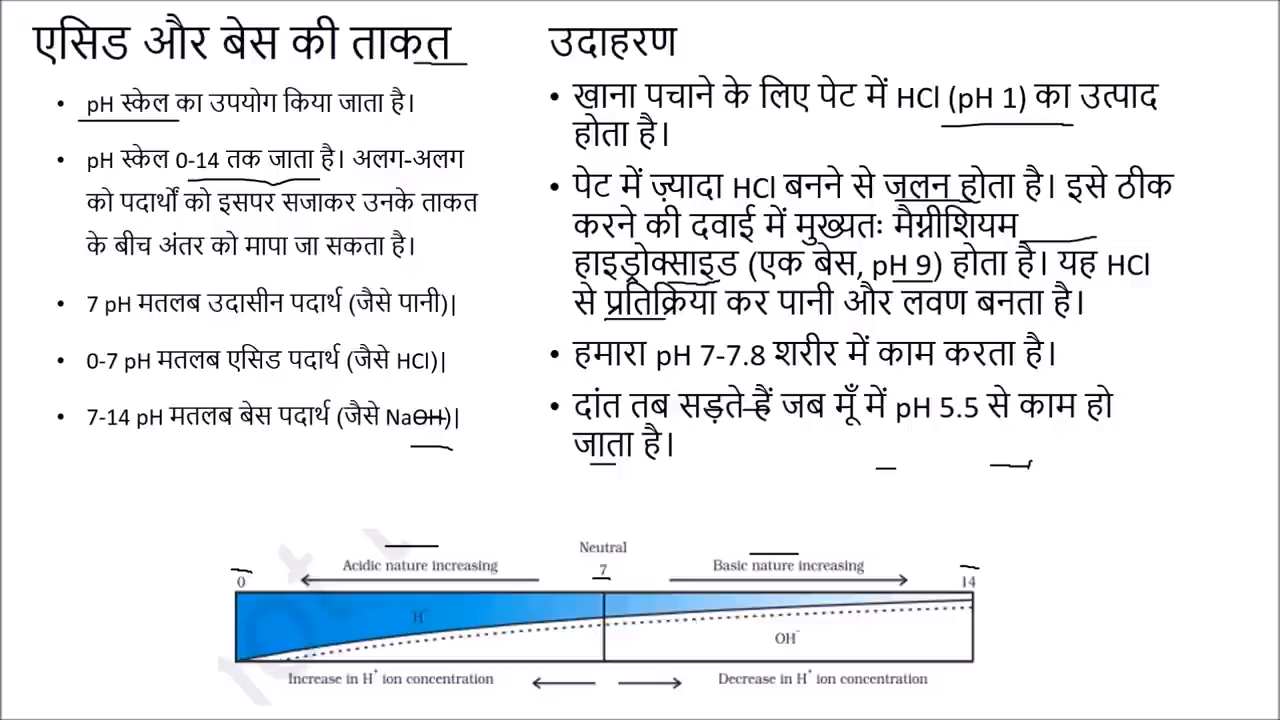 एसिड और बेस की ताकत
• pH स्केल का उपयोग किया जाता है।
• pH स्केल 0-14 तक जाता है। अलग-अलग
को पदार्थों को इसपर सजाकर उनके ताकत
के बीच अंतर को मापा जा सकता है।
• 7 pH मतलब उदासीन पदार्थ (जैसे पानी)|
• 0-7 pH मतलब एसिड पदार्थ (जैसे HCl)|
• 7-14 pH मतलब बेस पदार्थ (जैसे NaOH)|
उदाहरण
• खाना पचाने के लिए पेट में HCl (pH 1) का उत्पाद
होता है।
• पेट में ज़्यादा HCl बनने से जलन होता है। इसे ठीक
करने की दवाई में मुख्यतः मैग्नीशियम
हाइड्रोक्साइड (एक बेस, pH 9) होता है। यह HCl
से प्रतिक्रिया कर पानी और लवण बनता है।
• हमारा pH 7-7.8 शरीर में काम करता है।
• दांत तब सड़ते हैं जब मूँ में pH 5.5 से काम हो
जाता है।
Neutral
Acidic nature increasing
Basic nature increasing
0 7 14
H⁺
OH⁻
Increase in H⁺ ion concentration
Decrease in H⁺ ion concentration